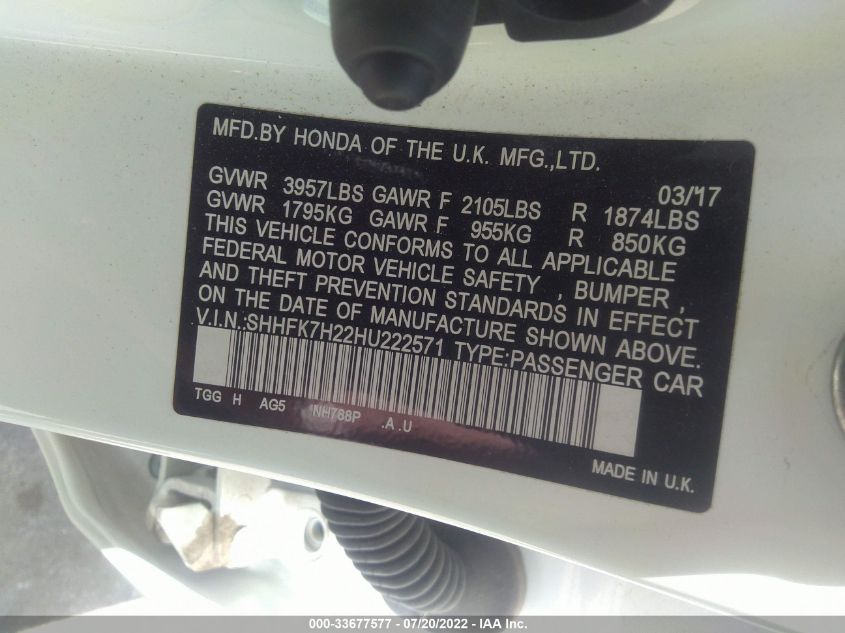 MFD.BY HONDA OF THE U.K. MFG.,LTD.
03/'17
GVWR 3957LBS GAWR F 2105LBS R 1874LBS
GVWR 1795KG GAWR F 955KG R 850KG
THIS VEHICLE CONFORMS TO ALL APPLICABLE
FEDERAL MOTOR VEHICLE SAFETY , BUMPER ,
AND THEFT PREVENTION STANDARDS IN EFFECT
ON THE DATE OF MANUFACTURE SHOWN ABOVE.
V.I.N.:SHHFK7H22HU222571 TYPE:PASSENGER CAR
TGG H AG5 NH788P .A .U
MADE IN U.K.
000-33677577 - 07/20/2022 - IAA Inc.